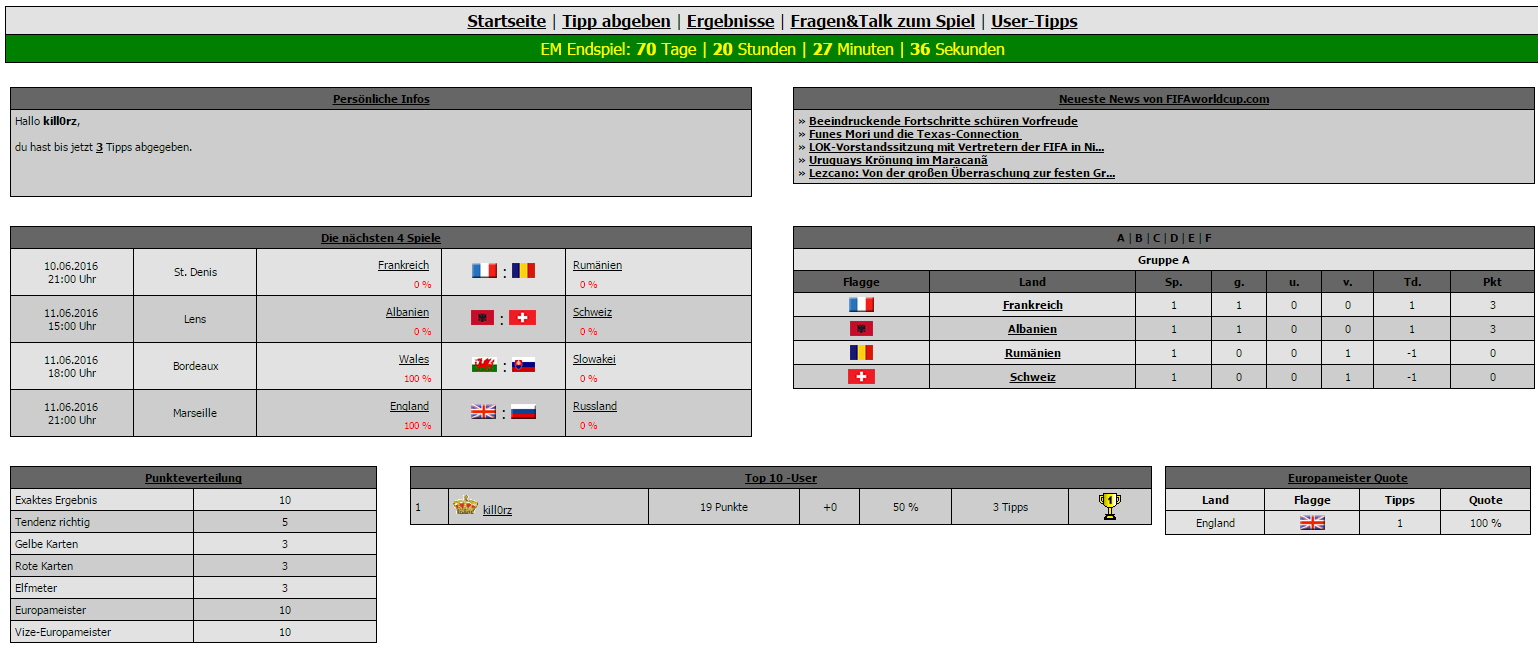 Startseite | Tipp abgeben | Ergebnisse | Fragen&Talk zum Spiel | User-Tipps
EM Endspiel: 70 Tage | 20 Stunden | 27 Minuten | 36 Sekunden
Persönliche Infos
Hallo kill0rz,
du hast bis jetzt 3 Tipps abgegeben.
Neueste News von FIFAworldcup.com
» Beeindruckende Fortschritte schüren Vorfreude
» Funes Mori und die Texas-Connection
» LOK-Vorstandssitzung mit Vertretern der FIFA in Ni...
» Uruguays Krönung im Maracanã
» Lezcano: Von der großen Überraschung zur festen Gr...
Die nächsten 4 Spiele
10.06.2016
21:00 Uhr
St. Denis
Frankreich
0 %
:
Rumänien
0 %
11.06.2016
15:00 Uhr
Lens
Albanien
0 %
:
Schweiz
0 %
11.06.2016
18:00 Uhr
Bordeaux
Wales
100 %
:
Slowakei
0 %
11.06.2016
21:00 Uhr
Marseille
England
100 %
:
Russland
0 %
A | B | C | D | E | F
Gruppe A
Flagge Land Sp. g. u. v. Td. Pkt
Frankreich 1 1 0 0 1 3
Albanien 1 1 0 0 1 3
Rumänien 1 0 0 1 -1 0
Schweiz 1 0 0 1 -1 0
Punkteverteilung
Exaktes Ergebnis 10
Tendenz richtig 5
Gelbe Karten 3
Rote Karten 3
Elfmeter 3
Europameister 10
Vize-Europameister 10
Top 10 -User
1 kill0rz 19 Punkte +0 50 % 3 Tipps 1
Europameister Quote
Land Flagge Tipps Quote
England 1 100 %